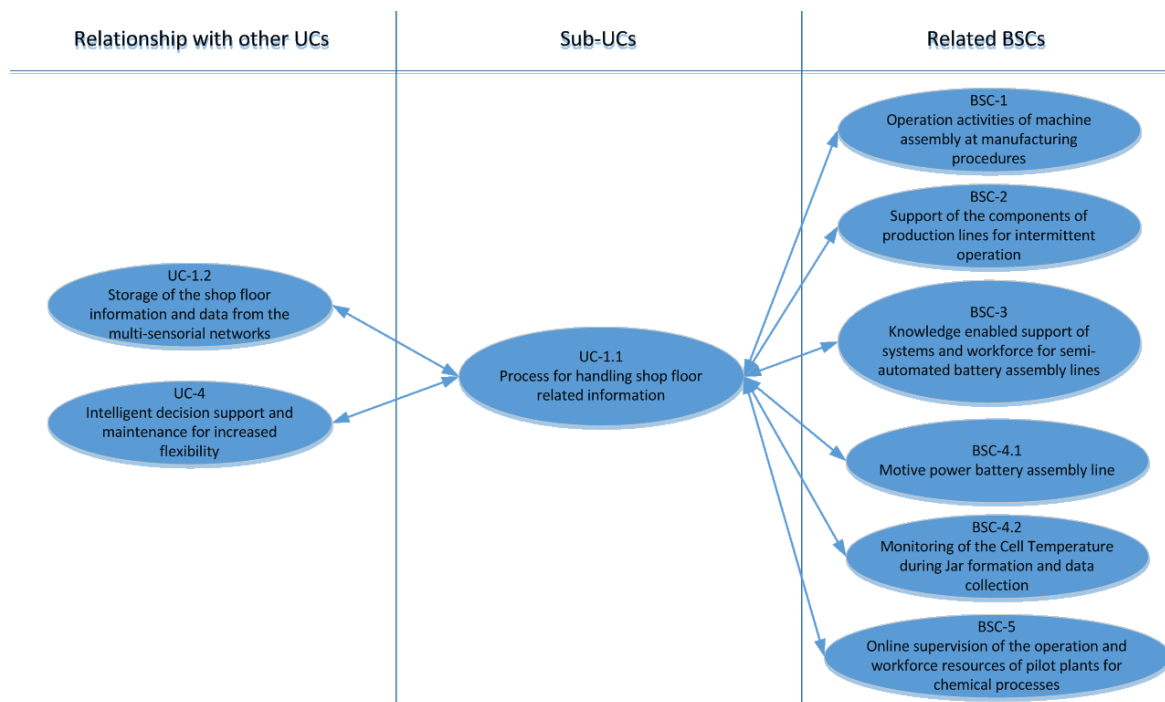 Relationship with other UCs
Sub-UCs
Related BSCs
UC-1.2
Storage of the shop floor
information and data from the
multi-sensorial networks
UC-4
Intelligent decision support and
maintenance for increased
flexibility
UC-1.1
Process for handling shop floor
related information
BSC-1
Operation activities of machine
assembly at manufacturing
procedures
BSC-2
Support of the components of
production lines for intermittent
operation
BSC-3
Knowledge enabled support of
systems and workforce for semi-
automated battery assembly lines
BSC-4.1
Motive power battery assembly line
BSC-4.2
Monitoring of the Cell Temperature
during Jar formation and data
collection
BSC-5
Online supervision of the operation and
workforce resources of pilot plants for
chemical processes